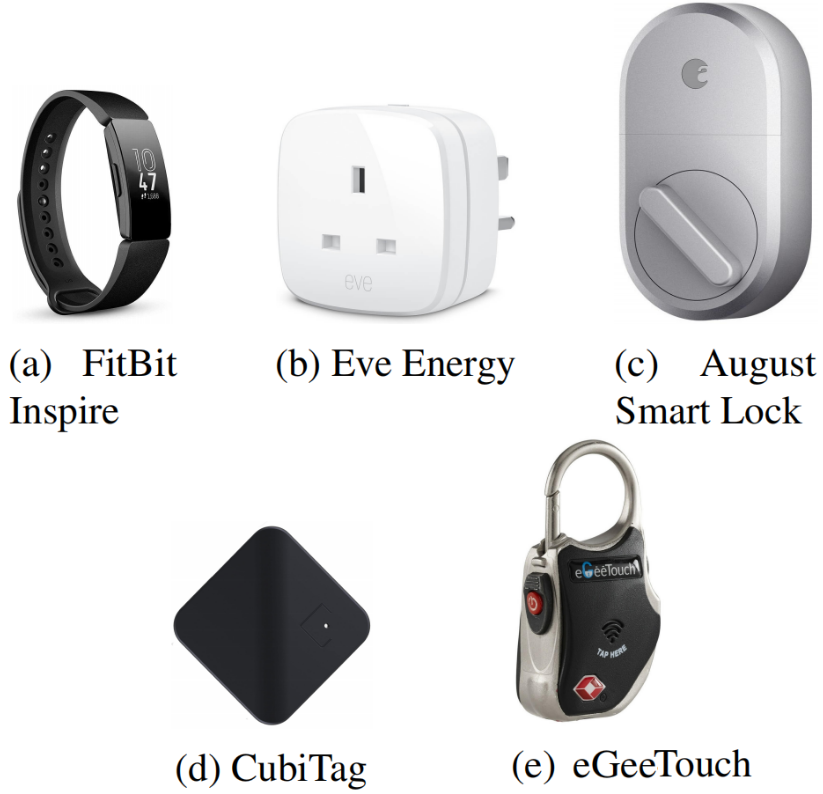 10
47
eve
(a) FitBit
Inspire
(b) Eve Energy
(c) August
Smart Lock
eGeeTouch
TAP HERE
(d) CubiTag
(e) eGeeTouch